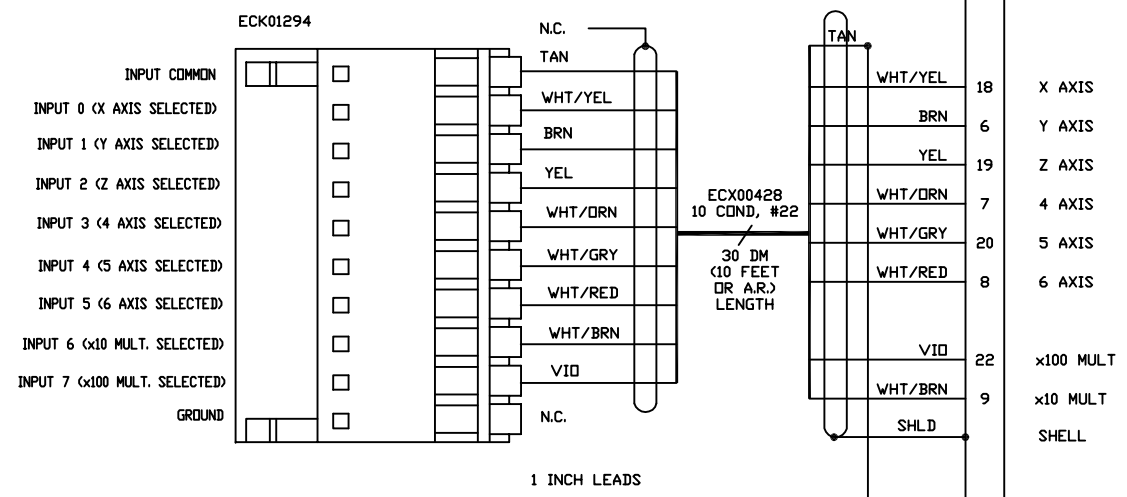 ECK01294
N.C.
TAN
INPUT COMMON
TAN
WHT/YEL
18
X AXIS
INPUT 0 (X AXIS SELECTED)
WHT/YEL
BRN
6
Y AXIS
INPUT 1 (Y AXIS SELECTED)
BRN
YEL
19
Z AXIS
INPUT 2 (Z AXIS SELECTED)
YEL
ECX00428
10 COND, #22
WHT/ORN
7
4 AXIS
INPUT 3 (4 AXIS SELECTED)
WHT/ORN
WHT/GRY
20
5 AXIS
INPUT 4 (5 AXIS SELECTED)
WHT/GRY
30 DM
(10 FEET
OR A.R.)
LENGTH
WHT/RED
8
6 AXIS
INPUT 5 (6 AXIS SELECTED)
WHT/RED
INPUT 6 (x10 MULT. SELECTED)
WHT/BRN
VIO
22
x100 MULT
INPUT 7 (x100 MULT. SELECTED)
VIO
WHT/BRN
9
x10 MULT
GROUND
N.C.
SHLD
SHELL
1 INCH LEADS